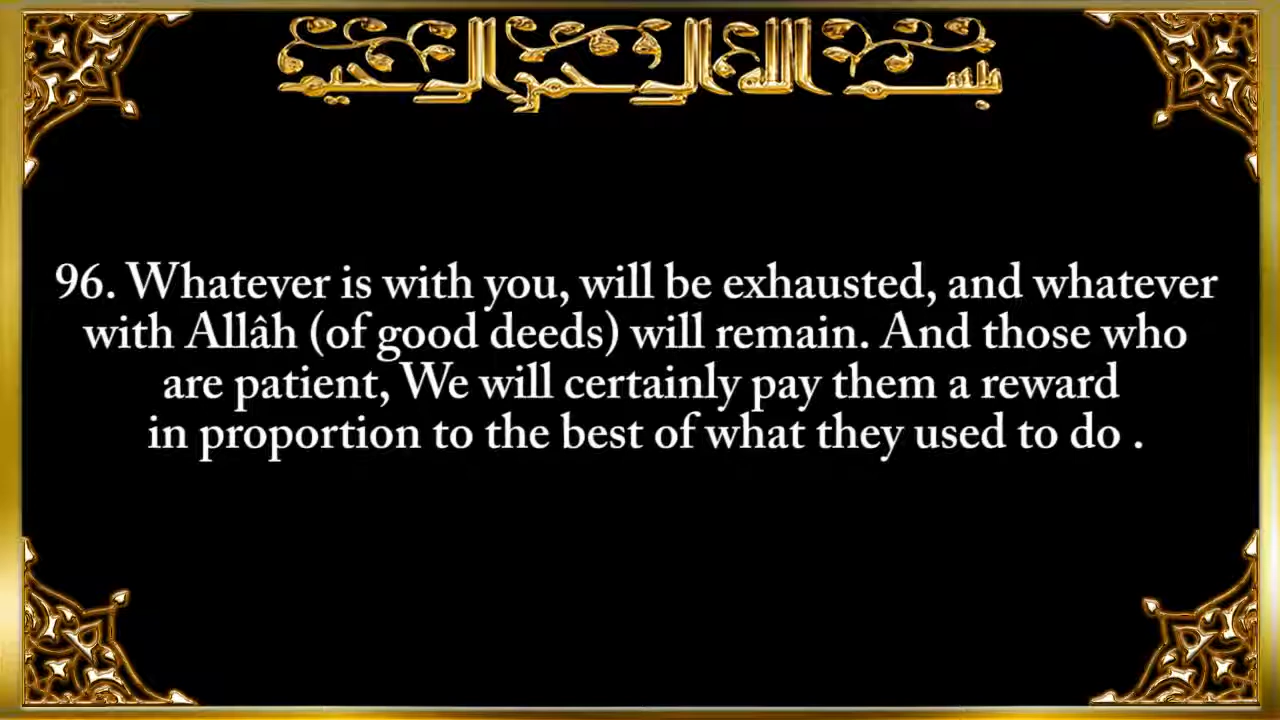 بسم الله الرحمن الرحيم
96. Whatever is with you, will be exhausted, and whatever
with Allâh (of good deeds) will remain. And those who
are patient, We will certainly pay them a reward
in proportion to the best of what they used to do .